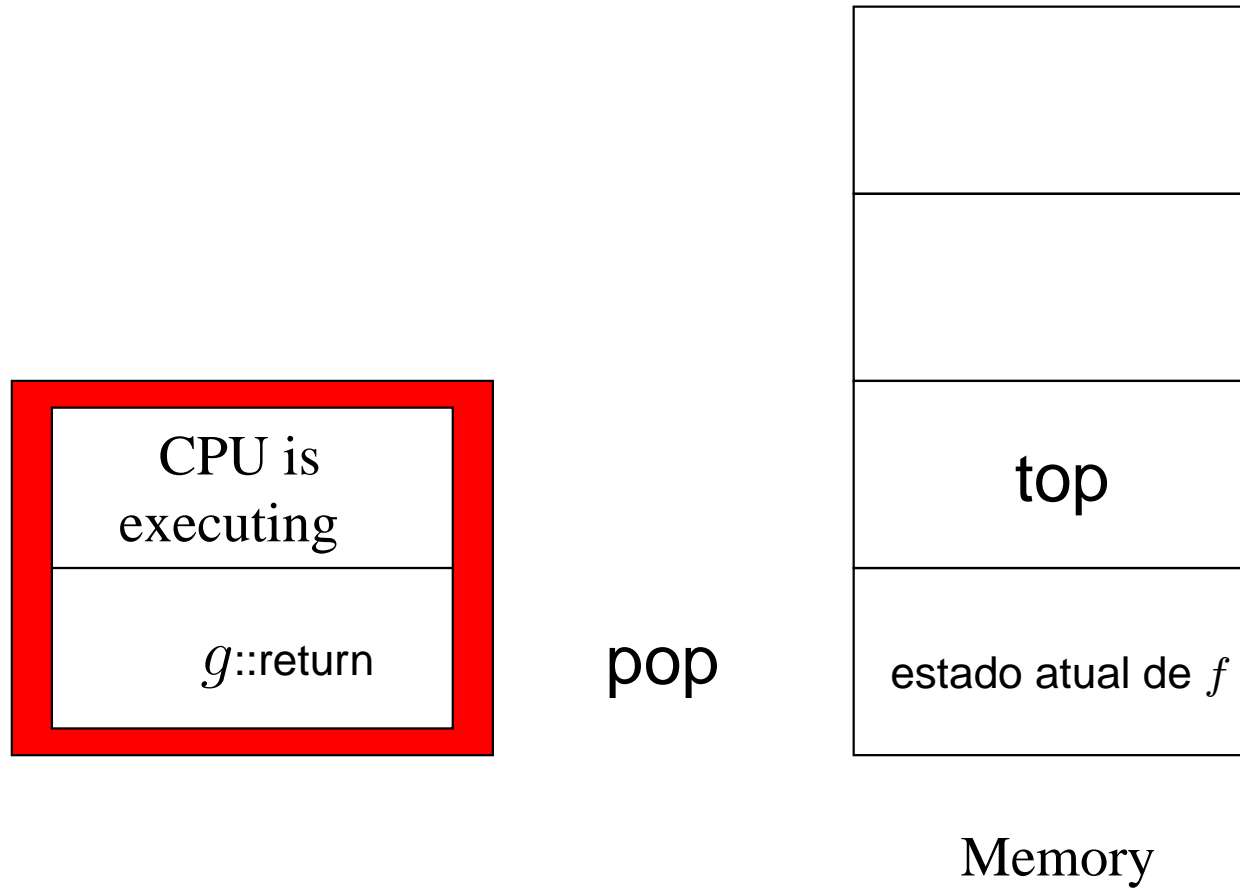 CPU is
executing
g::return
pop
top
estado atual de f
Memory